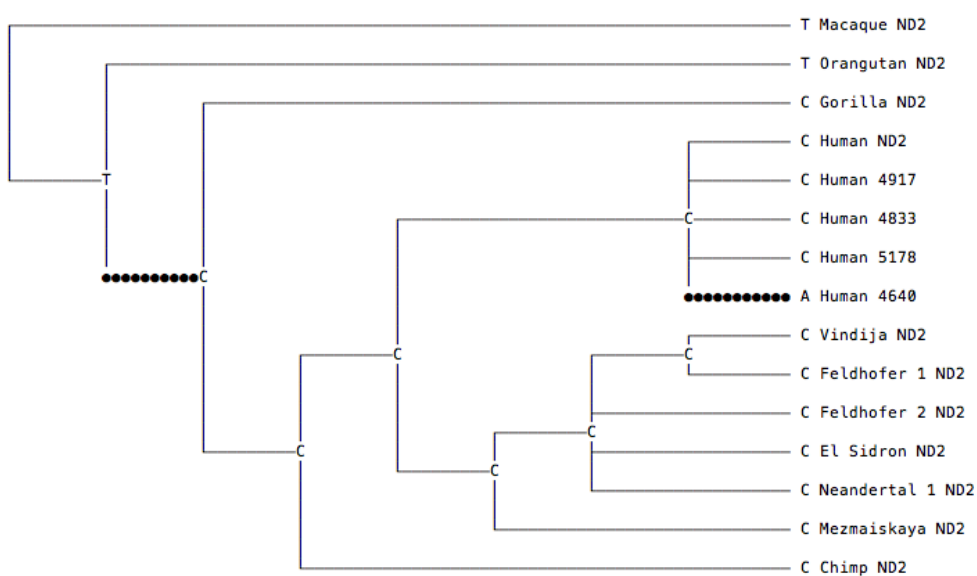 T Macaque ND2
T Orangutan ND2
C Gorilla ND2
C Human ND2
C Human 4917
T
C Human 4833
C
C Human 5178
C
A Human 4640
C Vindija ND2
C
C
C Feldhofer 1 ND2
C Feldhofer 2 ND2
C
C
C El Sidron ND2
C
C Neandertal 1 ND2
C Mezmaiskaya ND2
C Chimp ND2